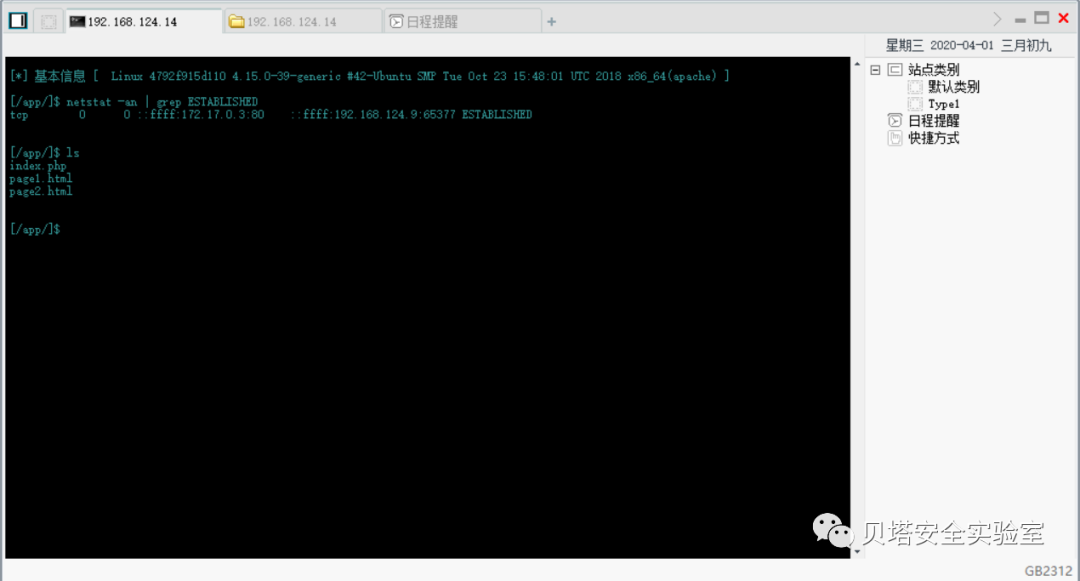 192.168.124.14
192.168.124.14
日程提醒
星期三 2020-04-01 三月初九
[*] 基本信息 [ Linux 4792f915d110 4.15.0-39-generic #42-Ubuntu SMP Tue Oct 23 15:48:01 UTC 2018 x86_64(apache) ]
[/app/]$ netstat -an | grep ESTABLISHED
tcp 0 0 ::ffff:172.17.0.3:80 ::ffff:192.168.124.9:65377 ESTABLISHED
[/app/]$ ls
index.php
page1.html
page2.html
[/app/]$
站点类别
默认类别
Type1
日程提醒
快捷方式
贝塔安全实验室
GB2312